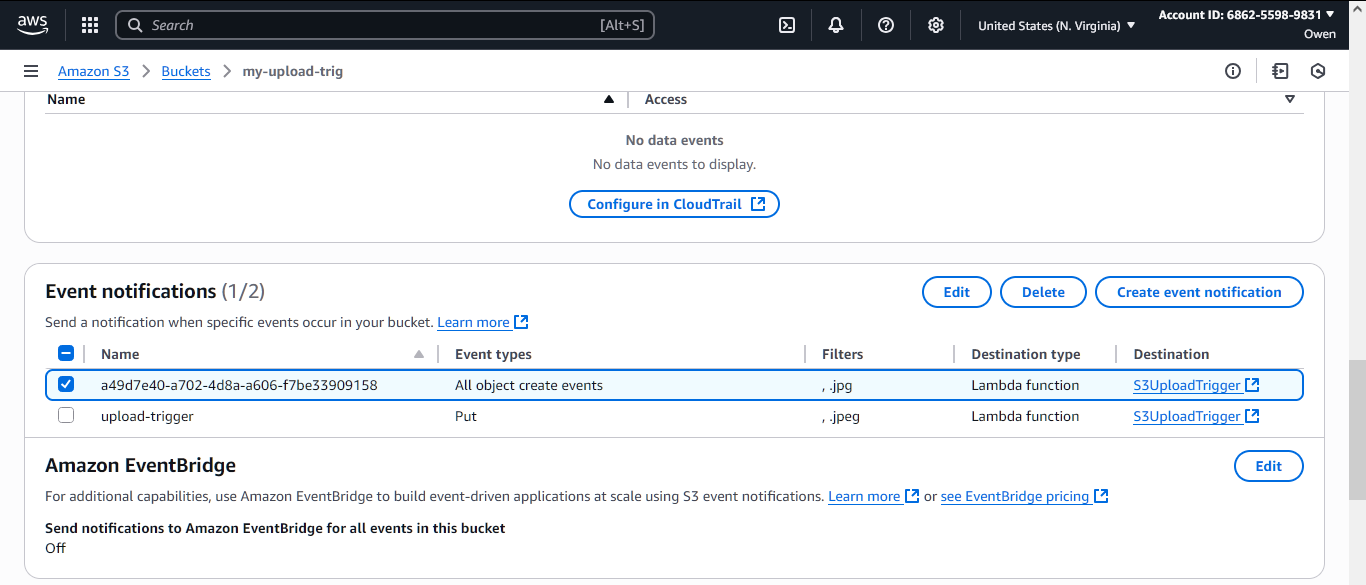 aws
Search [Alt+S]
United States (N. Virginia)
Account ID: 6862-5598-9831
Owen
Amazon S3 > Buckets > my-upload-trig
Name Access
No data events
No data events to display.
Configure in CloudTrail
Event notifications (1/2)
Edit Delete Create event notification
Send a notification when specific events occur in your bucket. Learn more
Name Event types Filters Destination type Destination
a49d7e40-a702-4d8a-a606-f7be33909158 All object create events , .jpg Lambda function S3UploadTrigger
upload-trigger Put , .jpeg Lambda function S3UploadTrigger
Amazon EventBridge
Edit
For additional capabilities, use Amazon EventBridge to build event-driven applications at scale using S3 event notifications. Learn more or see EventBridge pricing
Send notifications to Amazon EventBridge for all events in this bucket
Off